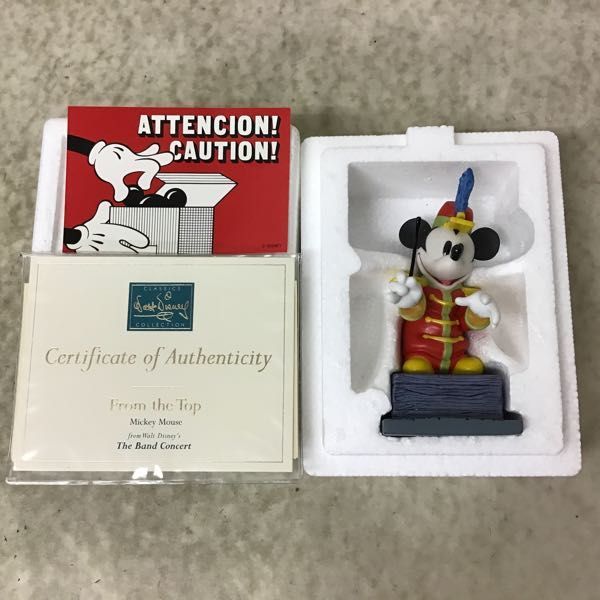 ATTENCION!
CAUTION!
© DISNEY
CLASSICS
Walt Disney
COLLECTION
Certificate of Authenticity
From the Top
Mickey Mouse
from Walt Disney's
The Band Concert